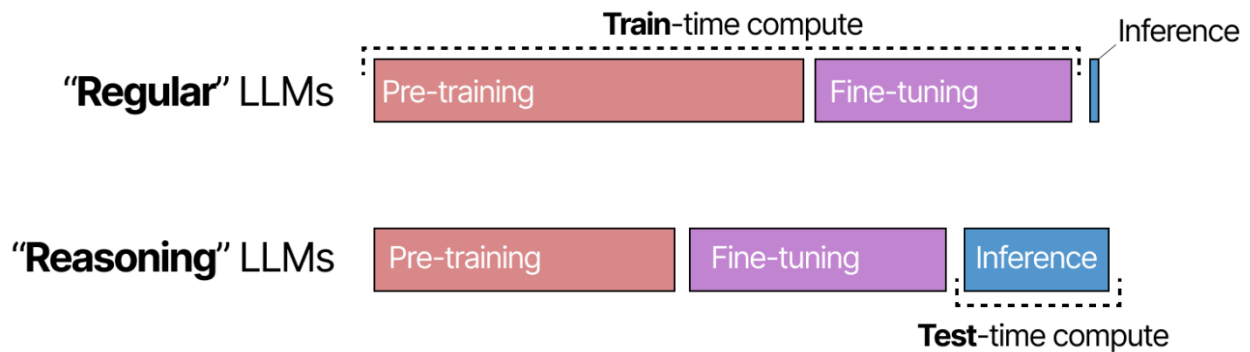 Train-time compute
Inference
“Regular” LLMs
Pre-training
Fine-tuning
“Reasoning” LLMs
Pre-training
Fine-tuning
Inference
Test-time compute